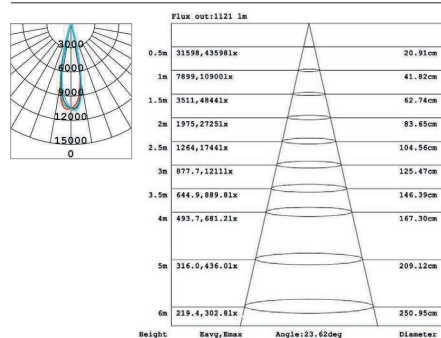 Flux out:1121 lm
3000
6000
9000
12000
15000
0
0.5m 31598,43598lx 20.91cm
1m 7899,10900lx 41.82cm
1.5m 3511,4844lx 62.74cm
2m 1975,2725lx 83.65cm
2.5m 1264,1744lx 104.56cm
3m 877.7,1211lx 125.47cm
3.5m 644.9,889.8lx 146.39cm
4m 493.7,681.2lx 167.30cm
5m 316.0,436.0lx 209.12cm
6m 219.4,302.8lx 250.95cm
Height Eavg,Emax Angle:23.62deg Diameter